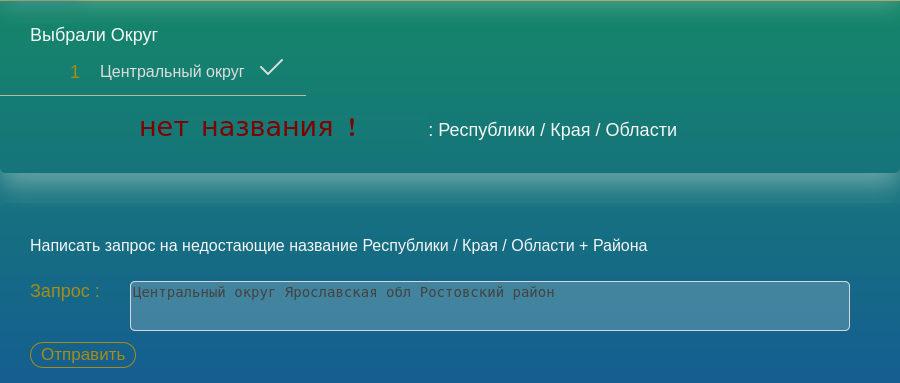 Выбрали Округ
1 Центральный округ
нет названия ! : Республики / Края / Области
Написать запрос на недостающие название Республики / Края / Области + Района
Запрос : Центральный округ Ярославская обл Ростовский район
Отправить